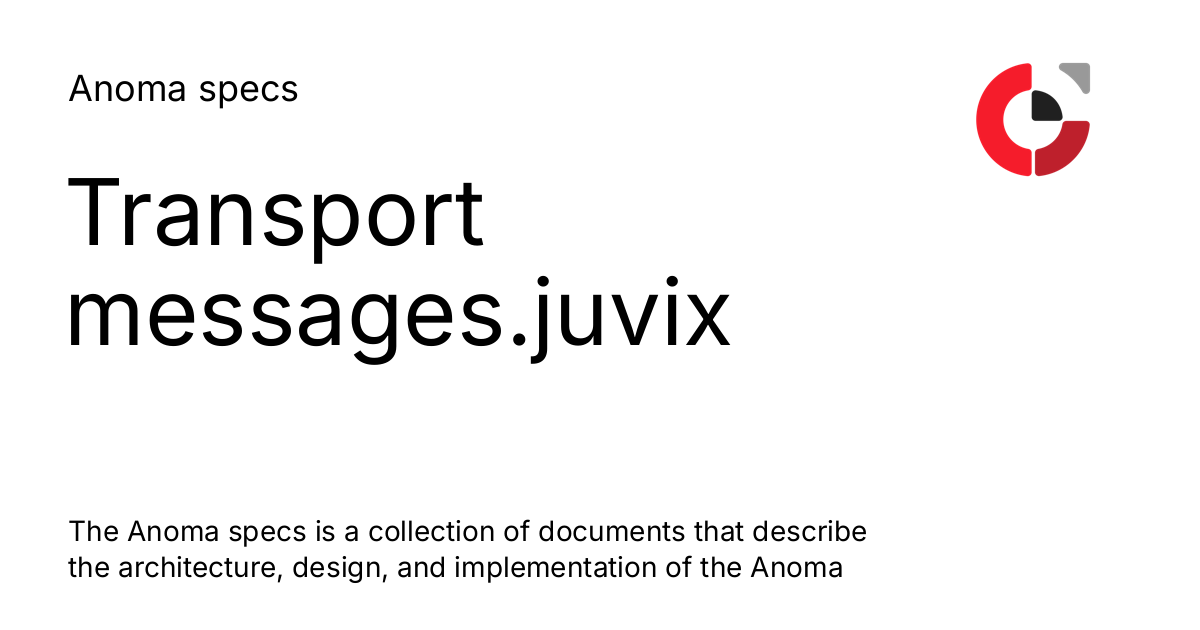 Anoma specs
Transport
messages.juvix
The Anoma specs is a collection of documents that describe
the architecture, design, and implementation of the Anoma